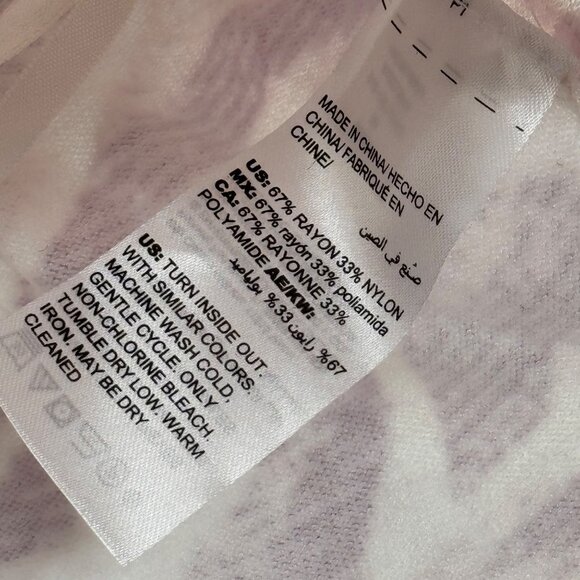 MADE IN CHINA/ HECHO EN
CHINA/ FABRIQUÉ EN
CHINE/
صُنع في الصين
US: 67% RAYON 33% NYLON
MX: 67% rayón 33% poliamida
CA: 67% RAYONNE 33%
POLYAMIDE AE/KW:
67% رايون 33% بولياميد
US: TURN INSIDE OUT.
WITH SIMILAR COLORS.
MACHINE WASH COLD,
GENTLE CYCLE. ONLY
NON-CHLORINE BLEACH.
TUMBLE DRY LOW. WARM
IRON. MAY BE DRY
CLEANED